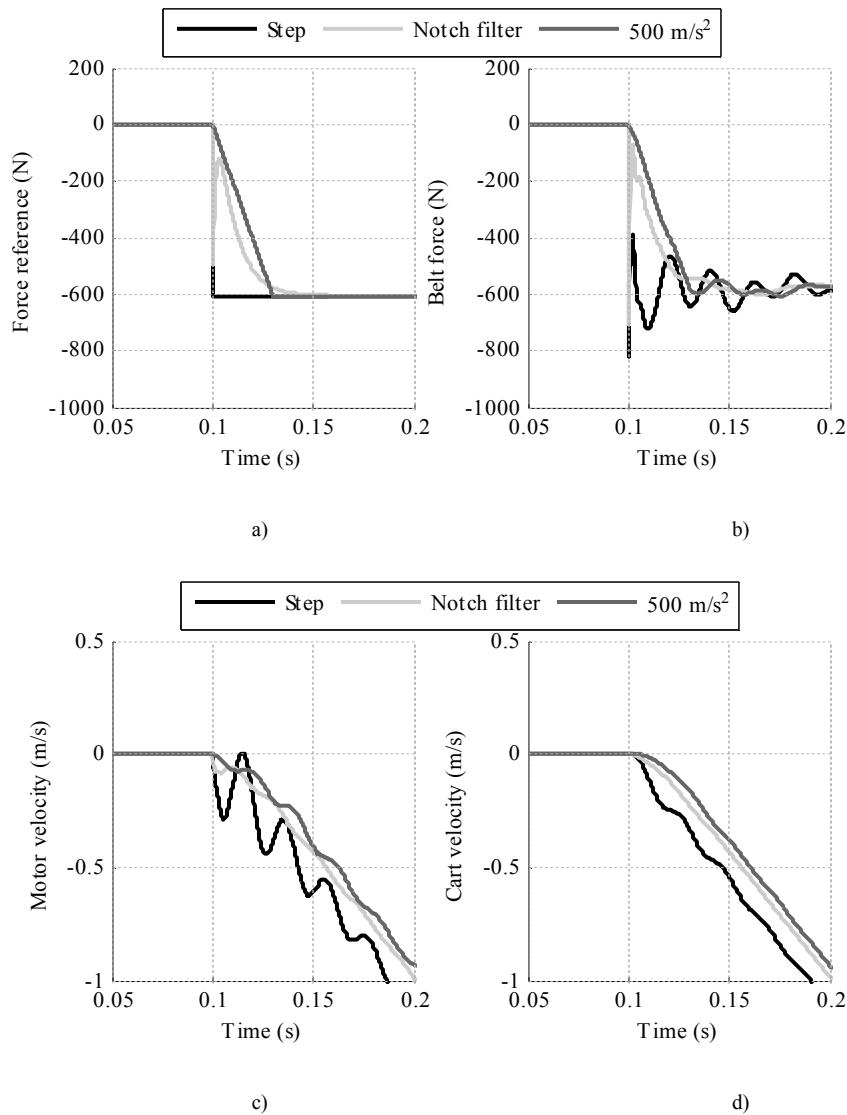 Step Notch filter 500 m/s²
200
0
-200
-400
-600
-800
-1000
0.05 0.1 0.15 0.2
Force reference (N)
Time (s)
200
0
-200
-400
-600
-800
-1000
0.05 0.1 0.15 0.2
Belt force (N)
Time (s)
a) b)
Step Notch filter 500 m/s²
0.5
0
-0.5
-1
0.05 0.1 0.15 0.2
Motor velocity (m/s)
Time (s)
0.5
0
-0.5
-1
0.05 0.1 0.15 0.2
Cart velocity (m/s)
Time (s)
c) d)